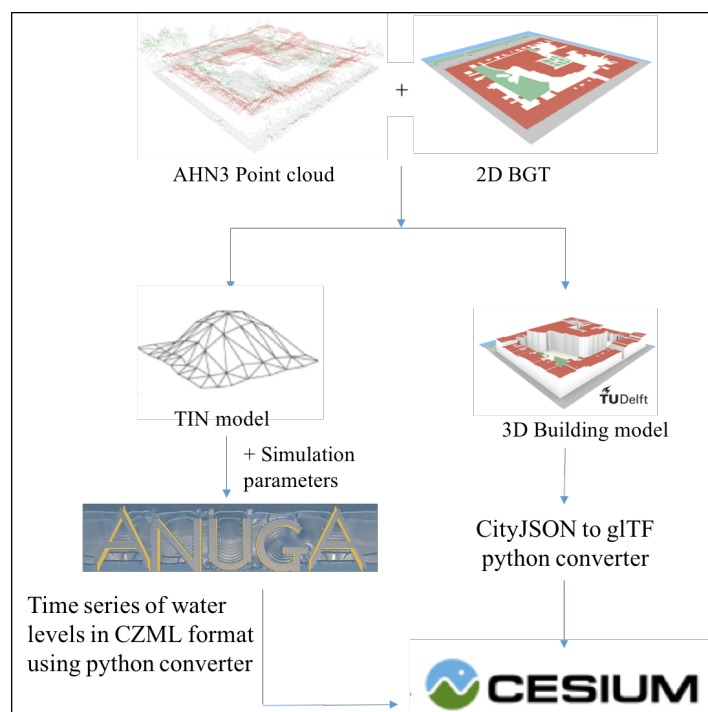 +
AHN3 Point cloud
2D BGT
TIN model
TUDelft
3D Building model
+ Simulation
parameters
ANUGA
CityJSON to glTF
python converter
Time series of water
levels in CZML format
using python converter
CESIUM